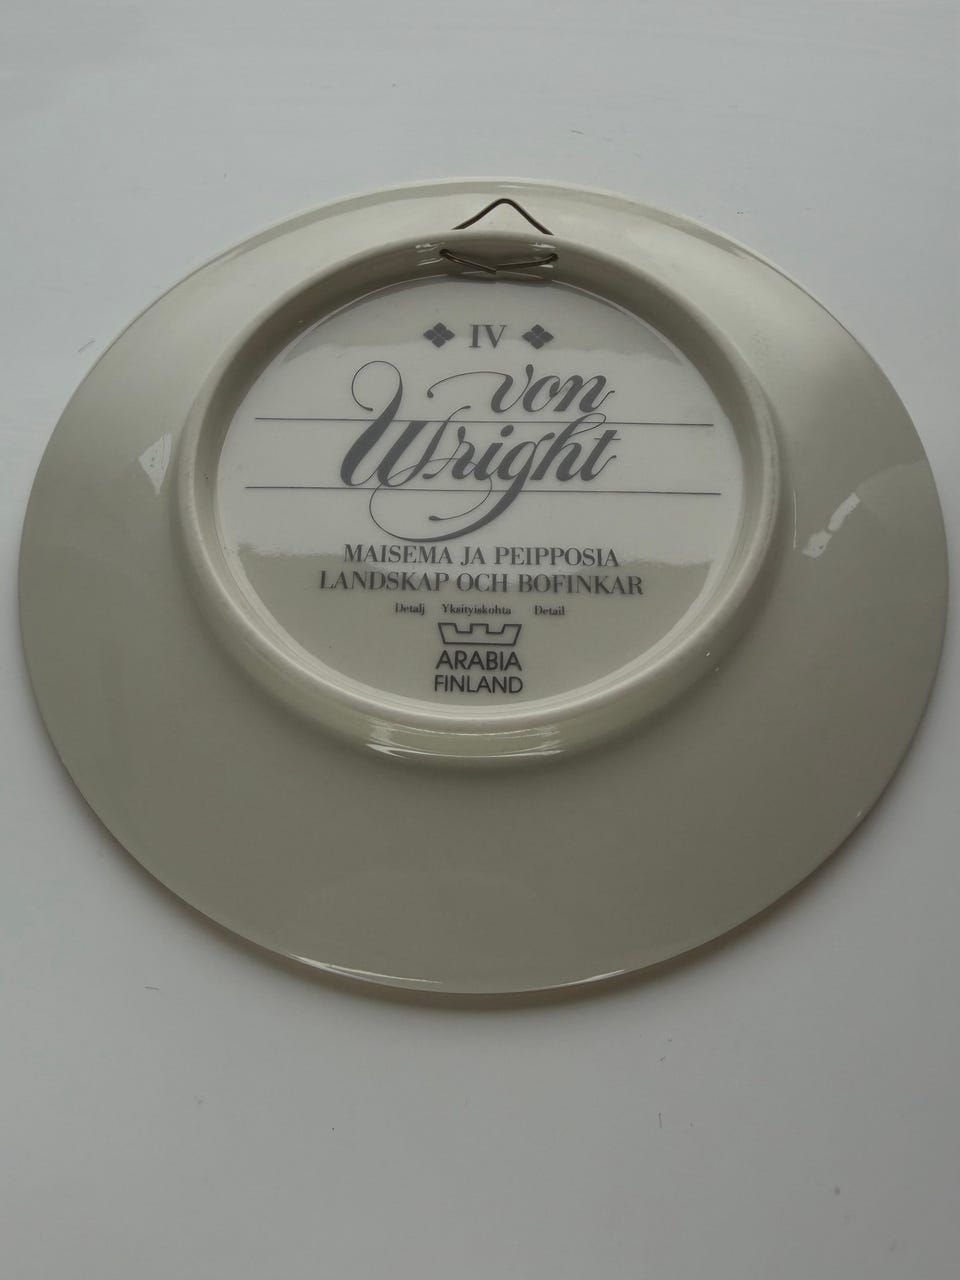 IV
von
Wright
MAISEMA JA PEIPPOSIA
LANDSKAP OCH BOFINKAR
Detalj Yksityiskohta Detail
ARABIA
FINLAND